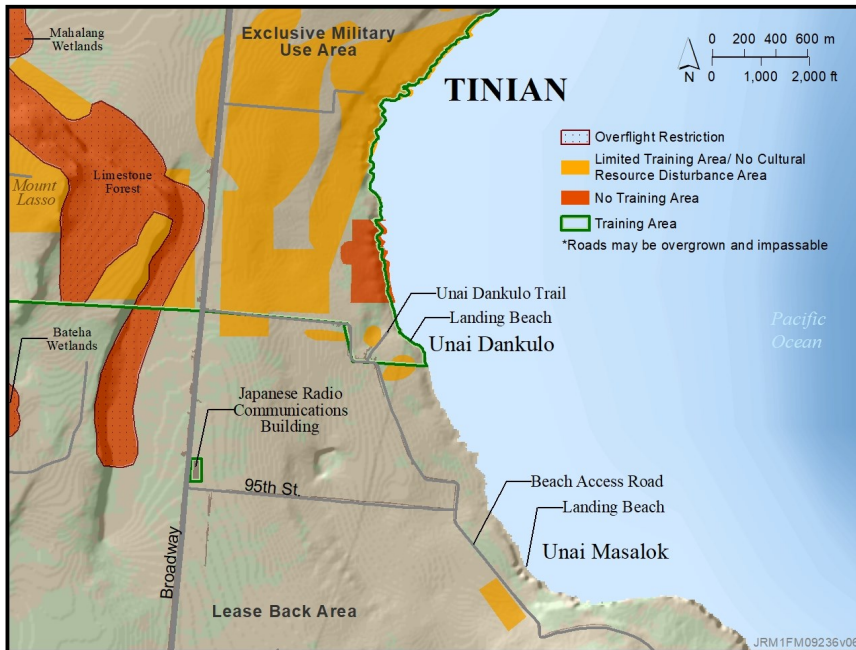 Mahalang
Wetlands
Exclusive Military
Use Area
TINIAN
0 200 400 600 m
0 1,000 2,000 ft
N
Overflight Restriction
Limited Training Area/ No Cultural
Resource Disturbance Area
No Training Area
Training Area
*Roads may be overgrown and impassable
Mount
Lasso
Limestone
Forest
Unai Dankulo Trail
Landing Beach
Unai Dankulo
Pacific
Ocean
Bateha
Wetlands
Japanese Radio
Communications
Building
95th St.
Broadway
Beach Access Road
Landing Beach
Unai Masalok
Lease Back Area
JRM1FM09236v06